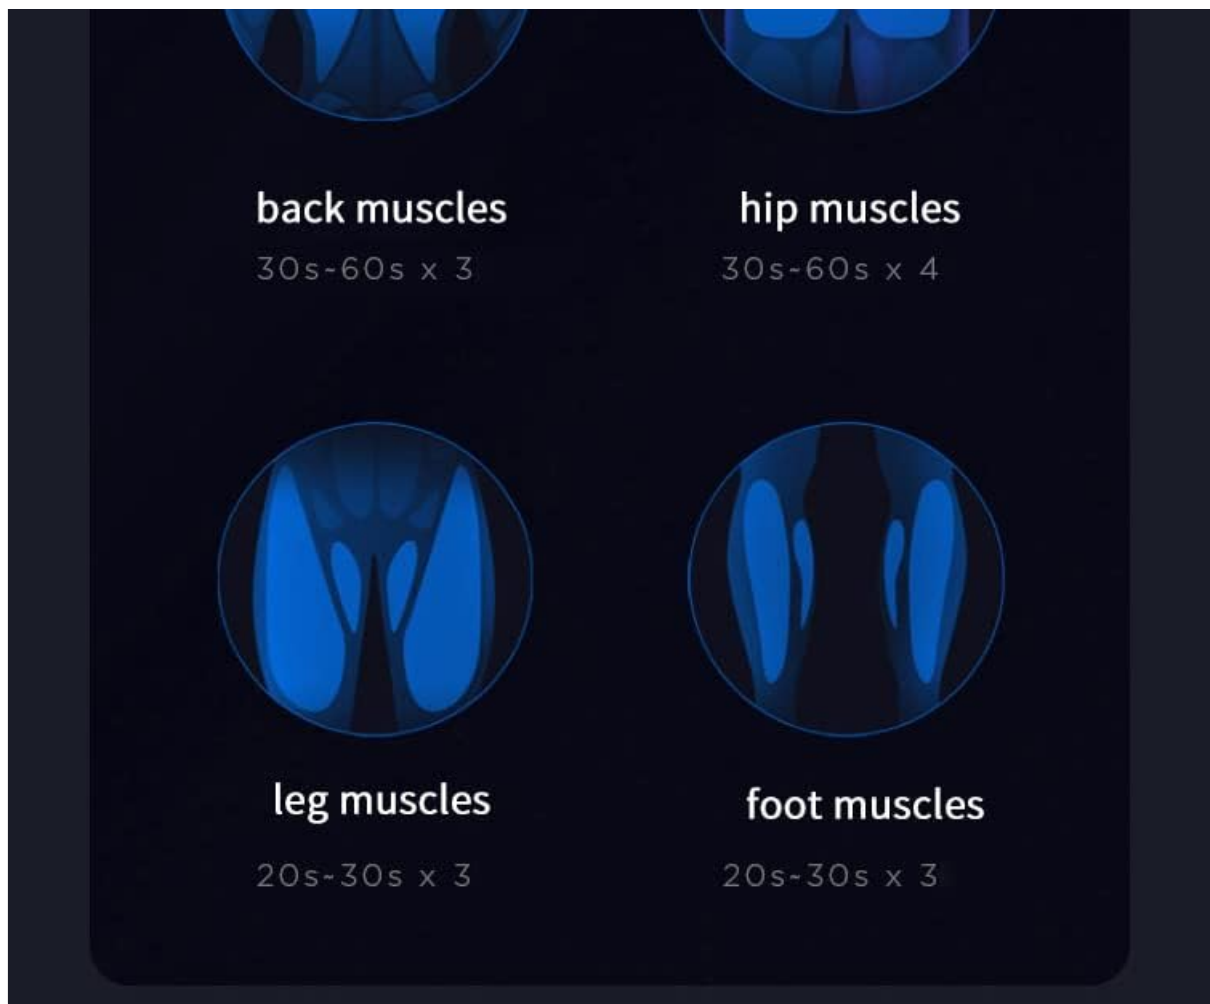 back muscles
30s~60s x 3
hip muscles
30s~60s x 4
leg muscles
20s~30s x 3
foot muscles
20s~30s x 3